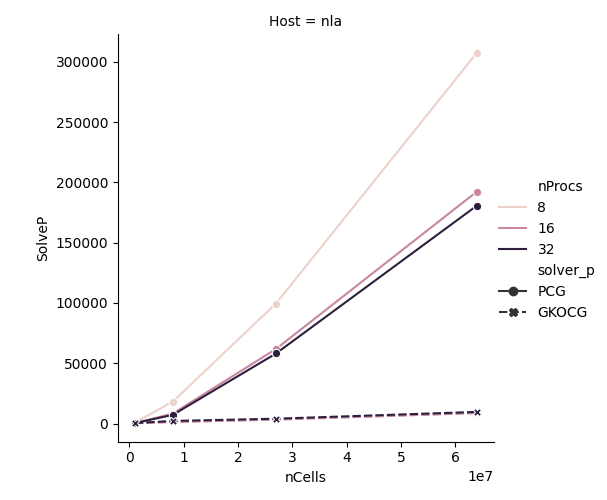 Host = nla
300000
250000
200000
150000
100000
50000
0
SolveP
0 1 2 3 4 5 6
1e7
nCells
nProcs
8
16
32
solver_p
PCG
GKOCG